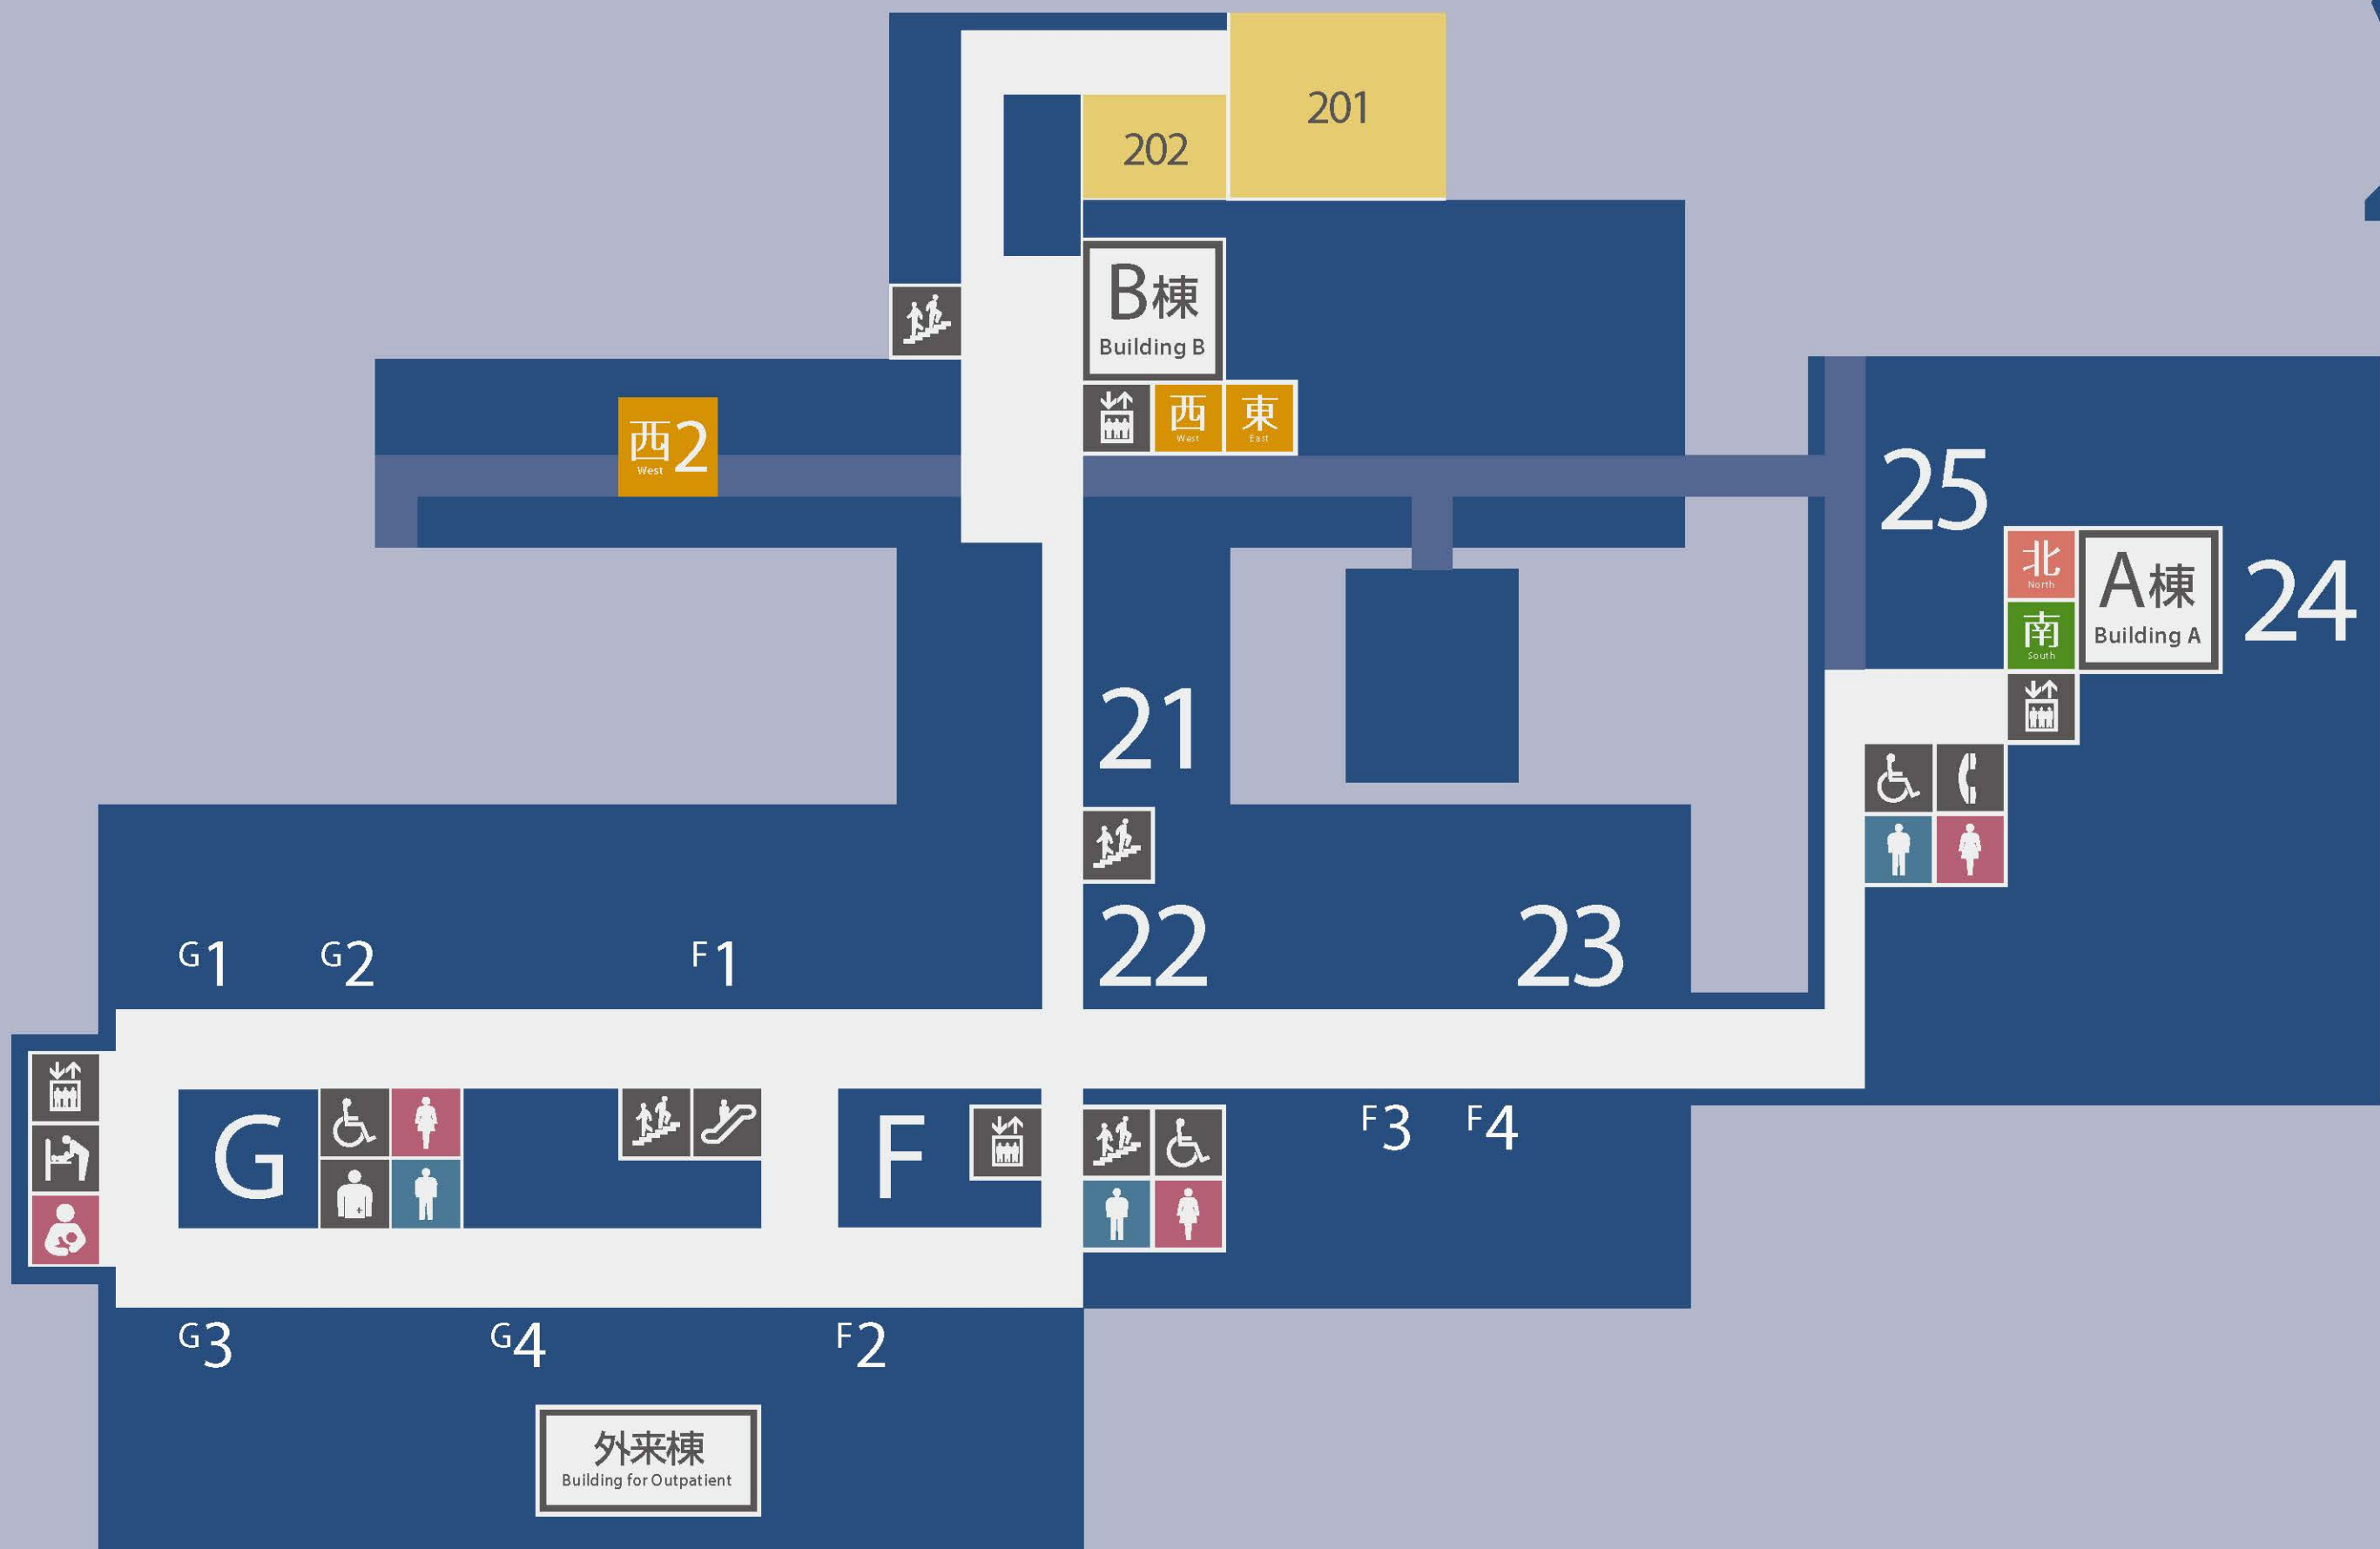 201
202
B棟
Building B
西2
West
西
West
東
East
25
北
North
A棟
Building A
24
南
South
21
22
23
G1
G2
F1
G
F
F3
F4
G3
G4
F2
外来棟
Building for Outpatient